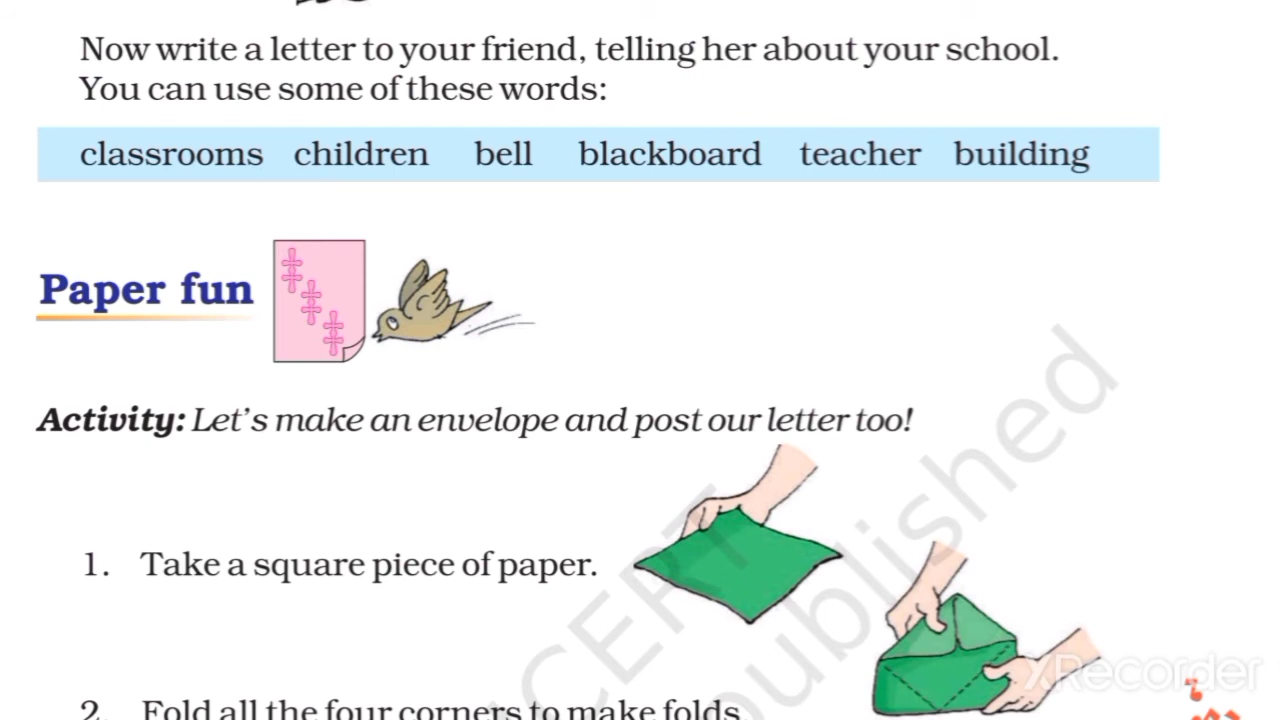 Now write a letter to your friend, telling her about your school.
You can use some of these words:
classrooms children bell blackboard teacher building
Paper fun
Activity: Let's make an envelope and post our letter too!
1. Take a square piece of paper.
2. Fold all the four corners to make folds.
XRecorder